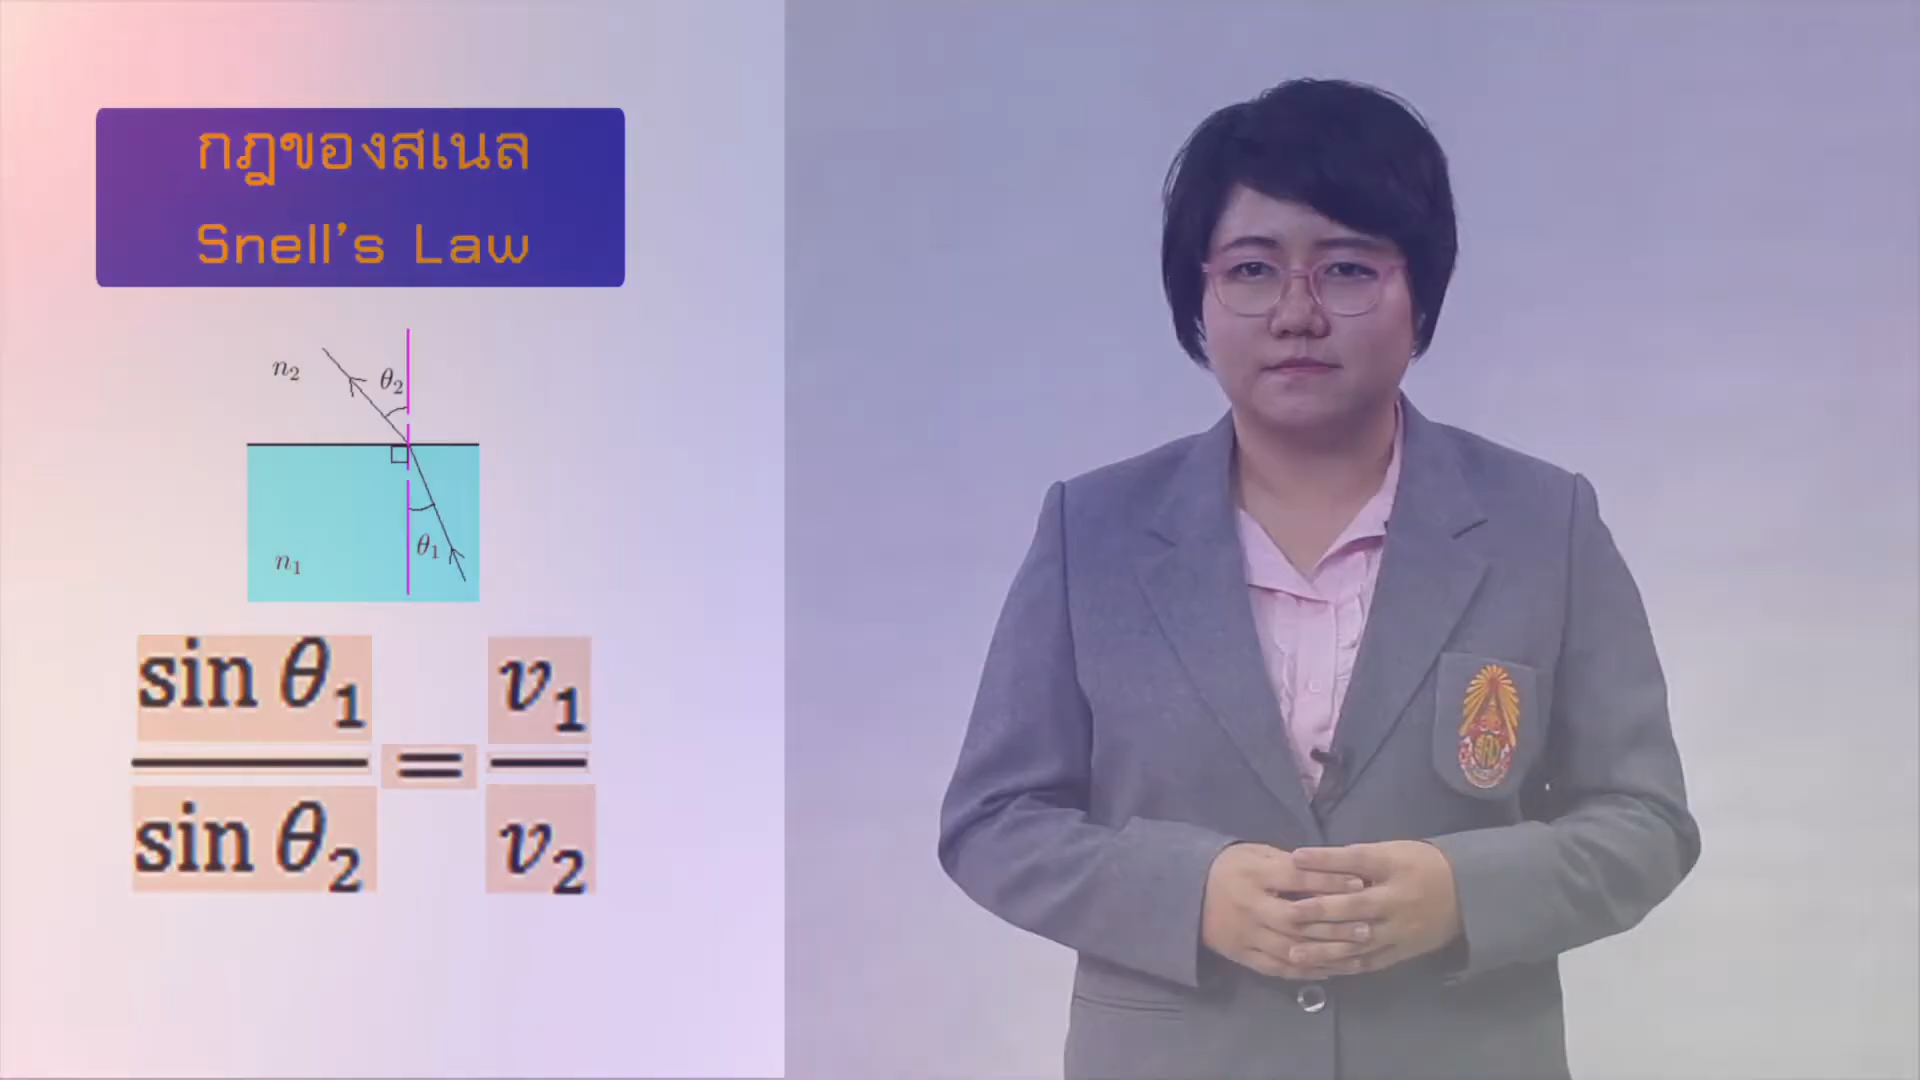 กฎของสเนล
Snell's Law
n₂
θ₂
θ₁
n₁
sin θ₁ / sin θ₂ = v₁ / v₂